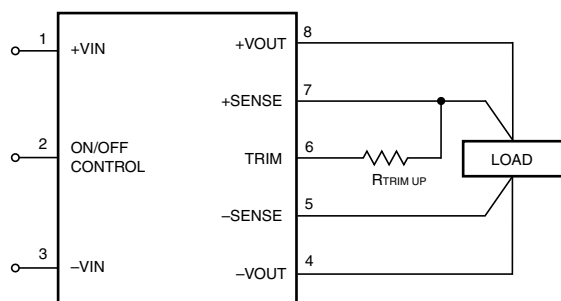 1
+VIN
2
ON/OFF
CONTROL
3
–VIN
+VOUT
8
+SENSE
7
TRIM
6
RTRIM UP
–SENSE
5
–VOUT
4
LOAD